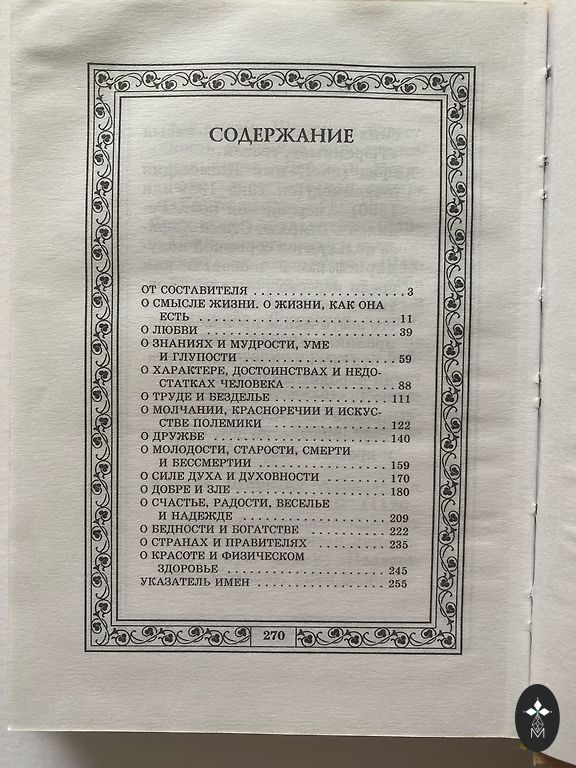 СОДЕРЖАНИЕ
ОТ СОСТАВИТЕЛЯ . . . . . . . . . . . . . . . . . . . 3
О СМЫСЛЕ ЖИЗНИ. О ЖИЗНИ, КАК ОНА
ЕСТЬ . . . . . . . . . . . . . . . . . . . . . . . . 11
О ЛЮБВИ . . . . . . . . . . . . . . . . . . . . . . . 39
О ЗНАНИЯХ И МУДРОСТИ, УМЕ
И ГЛУПОСТИ . . . . . . . . . . . . . . . . . . . 59
О ХАРАКТЕРЕ, ДОСТОИНСТВАХ И НЕДО-
СТАТКАХ ЧЕЛОВЕКА . . . . . . . . . . . . . 88
О ТРУДЕ И БЕЗДЕЛЬЕ . . . . . . . . . . . . . . . 111
О МОЛЧАНИИ, КРАСНОРЕЧИИ И ИСКУС-
СТВЕ ПОЛЕМИКИ . . . . . . . . . . . . . . . 122
О ДРУЖБЕ . . . . . . . . . . . . . . . . . . . . . . 140
О МОЛОДОСТИ, СТАРОСТИ, СМЕРТИ
И БЕССМЕРТИИ . . . . . . . . . . . . . . . . 159
О СИЛЕ ДУХА И ДУХОВНОСТИ . . . . . . . . 170
О ДОБРЕ И ЗЛЕ . . . . . . . . . . . . . . . . . . . 180
О СЧАСТЬЕ, РАДОСТИ, ВЕСЕЛЬЕ
И НАДЕЖДЕ . . . . . . . . . . . . . . . . . . 209
О БЕДНОСТИ И БОГАТСТВЕ . . . . . . . . . . . 222
О СТРАНАХ И ПРАВИТЕЛЯХ . . . . . . . . . . 235
О КРАСОТЕ И ФИЗИЧЕСКОМ
ЗДОРОВЬЕ . . . . . . . . . . . . . . . . . . . . 245
УКАЗАТЕЛЬ ИМЕН . . . . . . . . . . . . . . . . 255
270
М